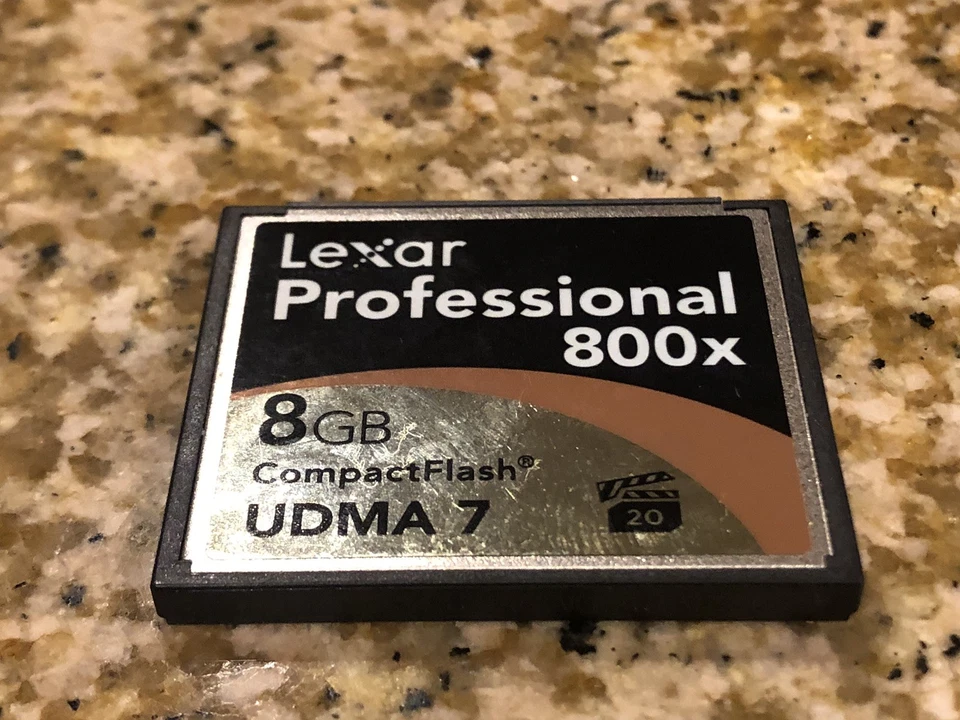 Lexar
Professional
800x
8GB
CompactFlash®
UDMA 7
20